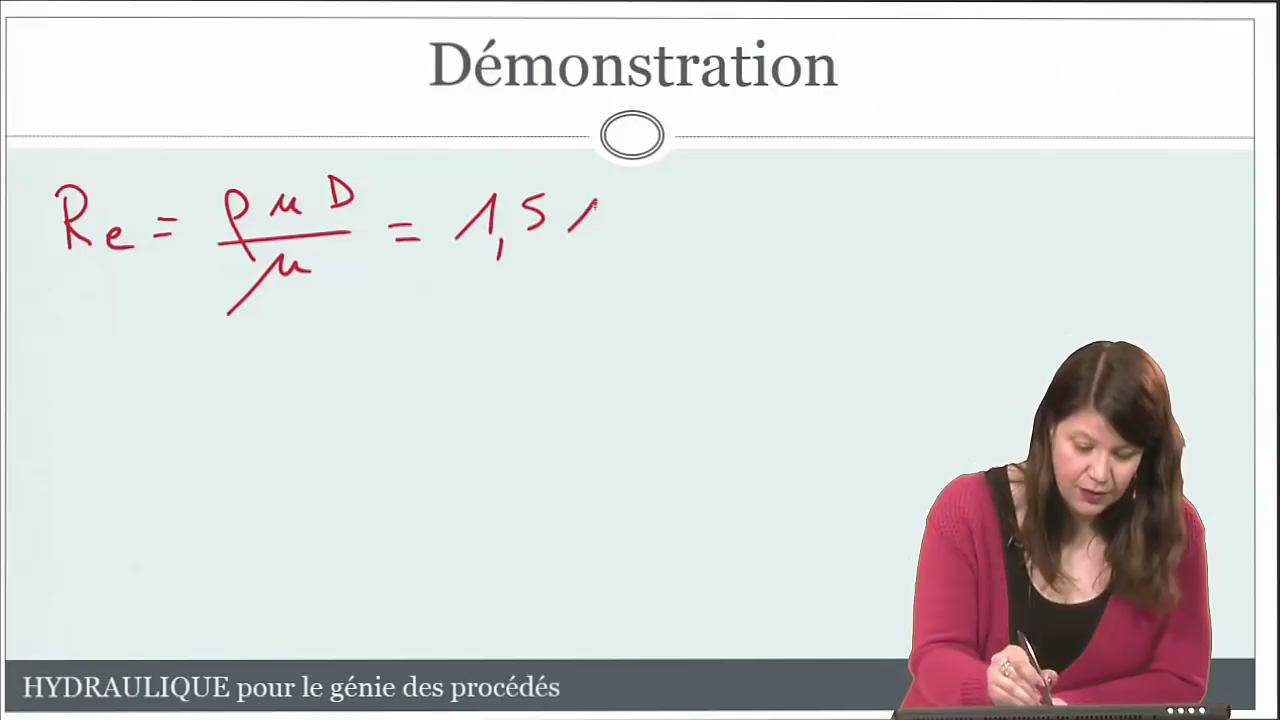 Démonstration
Re = ρ u D / μ = 1,5
HYDRAULIQUE pour le génie des procédés